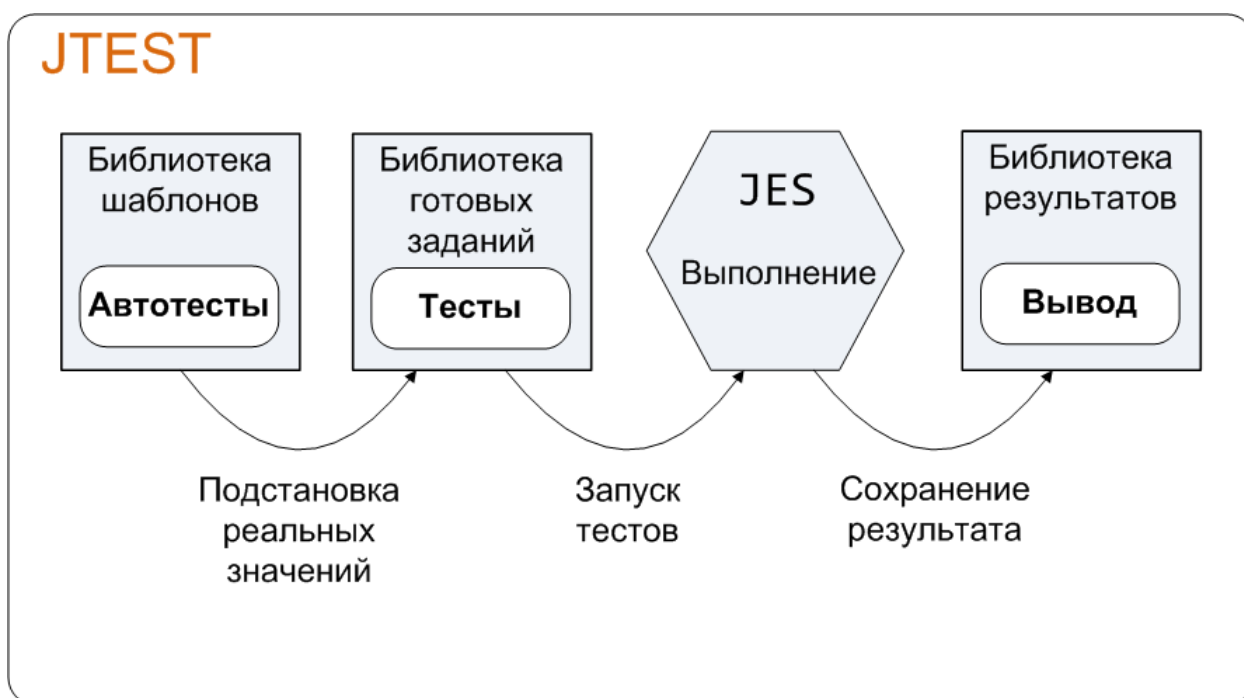 JTEST
Библиотека
шаблонов
Автотесты
Библиотека
готовых
заданий
Тесты
JES
Выполнение
Библиотека
результатов
Вывод
Подстановка
реальных
значений
Запуск
тестов
Сохранение
результата